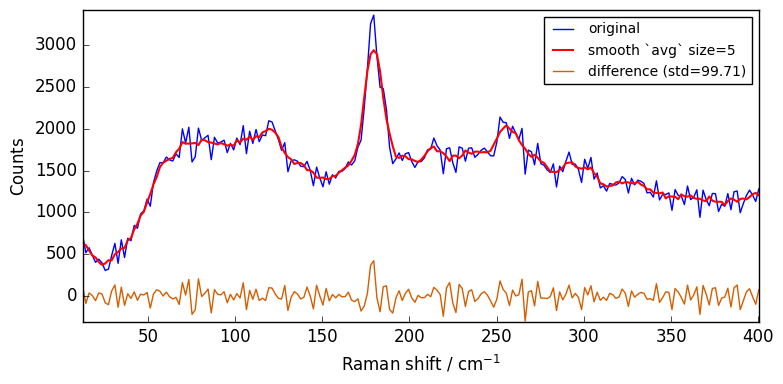 original
smooth `avg` size=5
difference (std=99.71)
3000
2500
2000
1500
1000
500
0
Counts
50 100 150 200 250 300 350 400
Raman shift / cm⁻¹